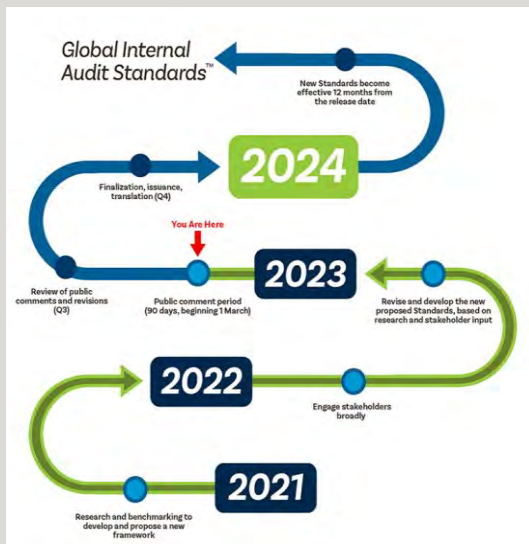 Global Internal
Audit Standards™
New Standards become
effective 12 months from
the release date
2024
Finalization, issuance,
translation (Q4)
You Are Here
2023
Review of public
comments and revisions
(Q3)
Public comment period
(90 days, beginning 1 March)
Revise and develop the new
proposed Standards, based on
research and stakeholder input
2022
Engage stakeholders
broadly
2021
Research and benchmarking to
develop and propose a new
framework